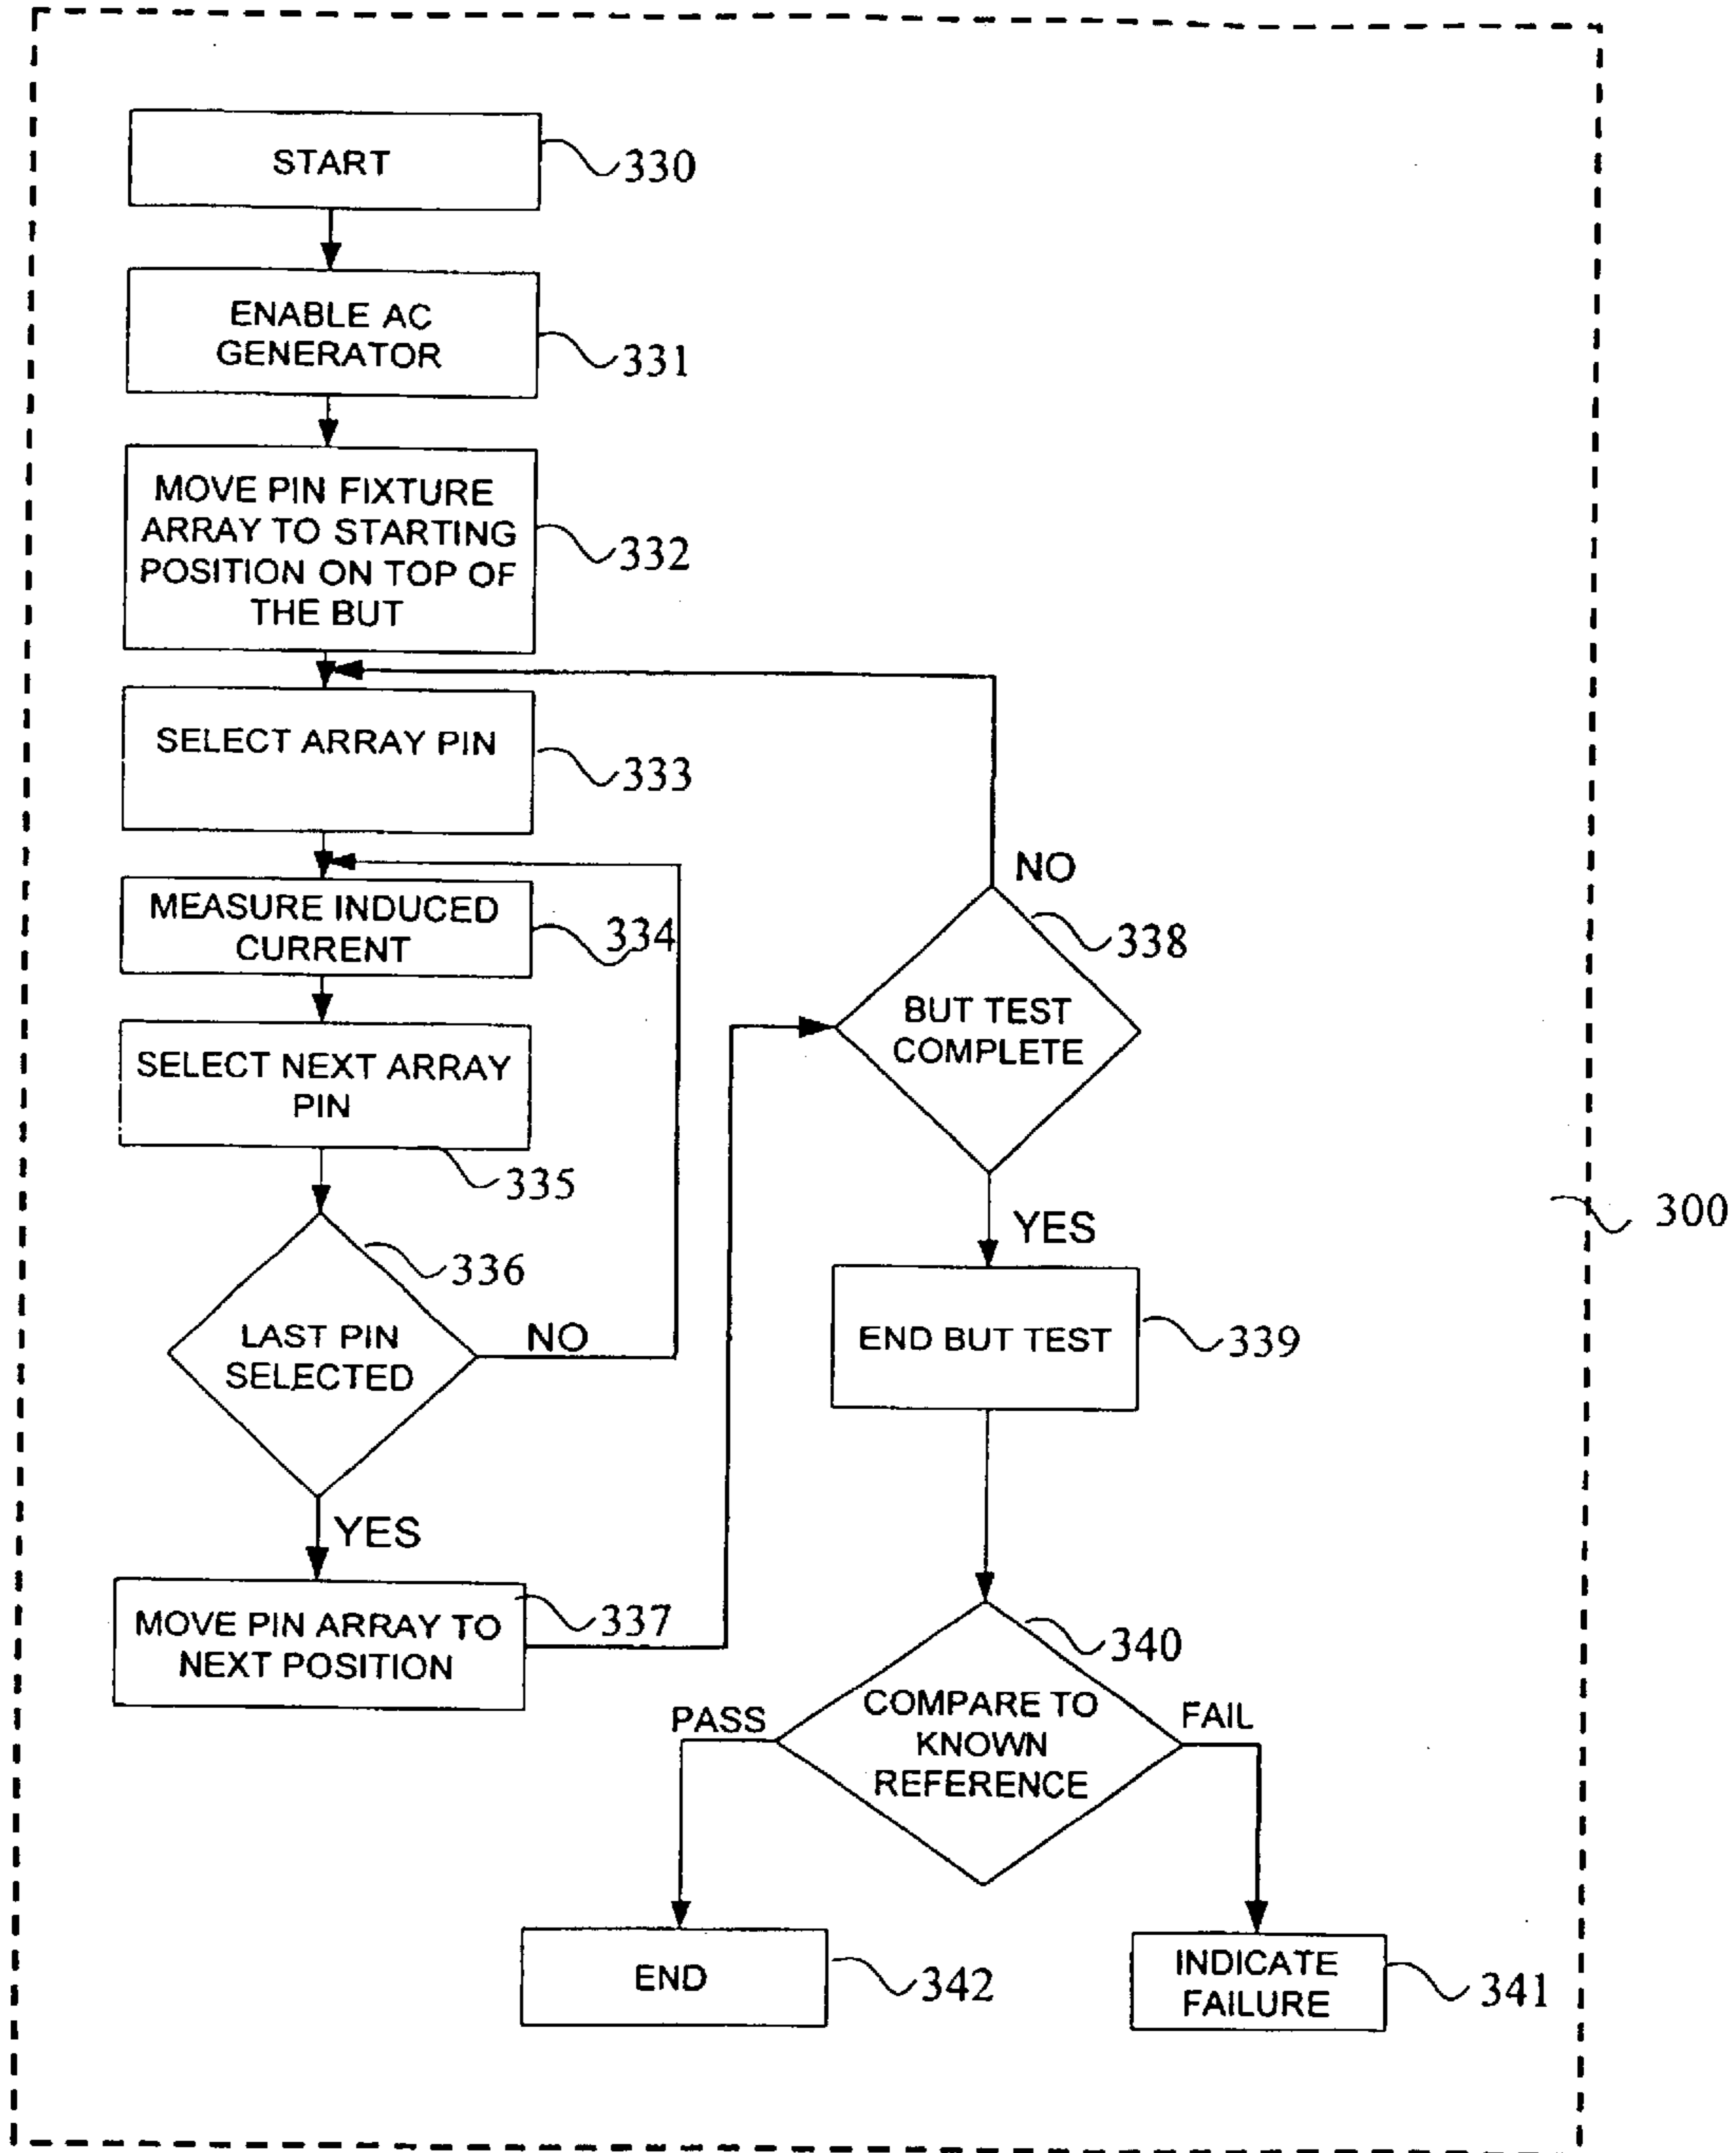 START
330
ENABLE AC
GENERATOR
331
MOVE PIN FIXTURE
ARRAY TO STARTING
POSITION ON TOP OF
THE BUT
332
SELECT ARRAY PIN
333
MEASURE INDUCED
CURRENT
334
SELECT NEXT ARRAY
PIN
335
LAST PIN
SELECTED
336
NO
YES
MOVE PIN ARRAY TO
NEXT POSITION
337
NO
338
BUT TEST
COMPLETE
YES
300
END BUT TEST
339
340
COMPARE TO
KNOWN
REFERENCE
PASS
FAIL
END
342
INDICATE
FAILURE
341